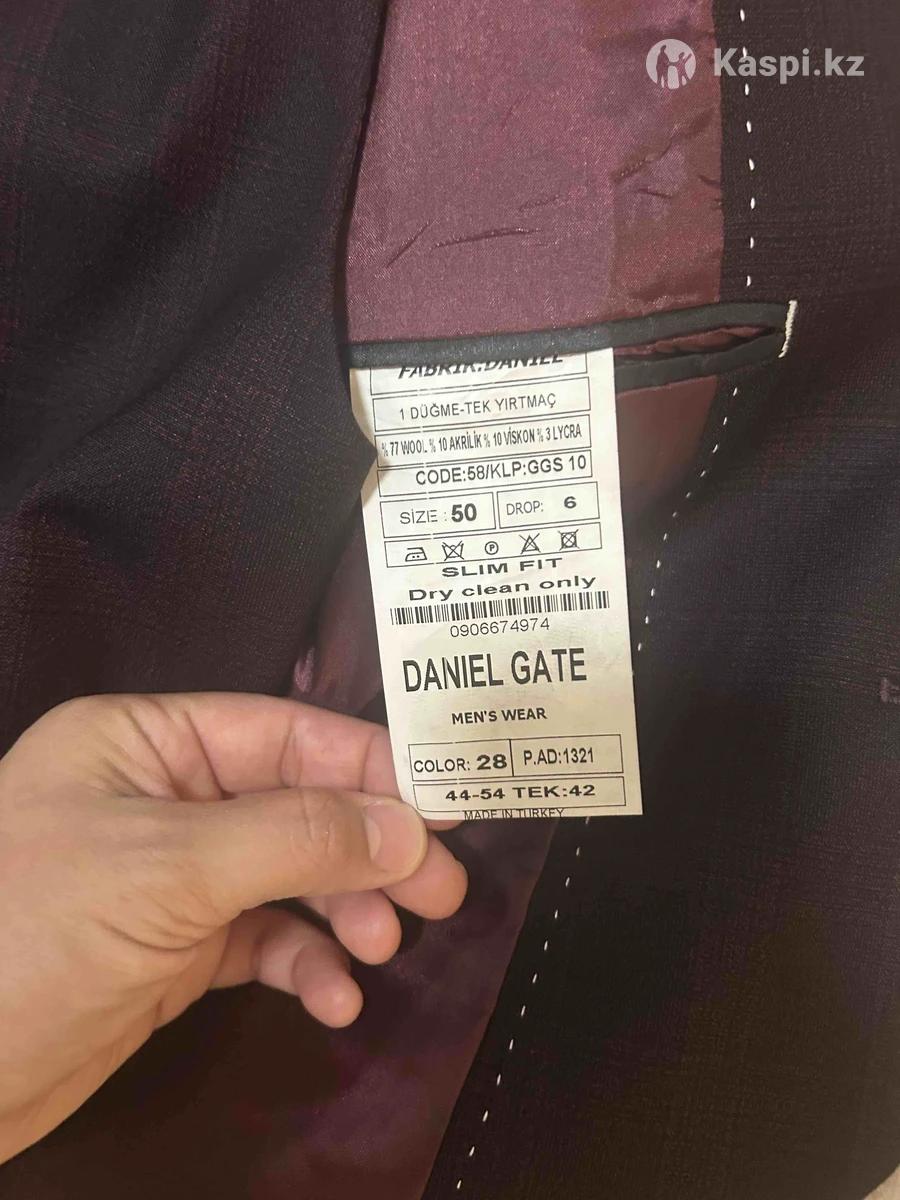 Kaspi.kz
FABRIK:DANIEL
1 DÜĞME-TEK YIRTMAÇ
% 77 WOOL % 10 AKRİLİK % 10 VİSKON % 3 LYCRA
CODE:58/KLP:GGS 10
SİZE : 50 DROP: 6
P
SLIM FIT
Dry clean only
0906674974
DANIEL GATE
MEN'S WEAR
COLOR: 28 P.AD:1321
44-54 TEK:42
MADE IN TURKEY